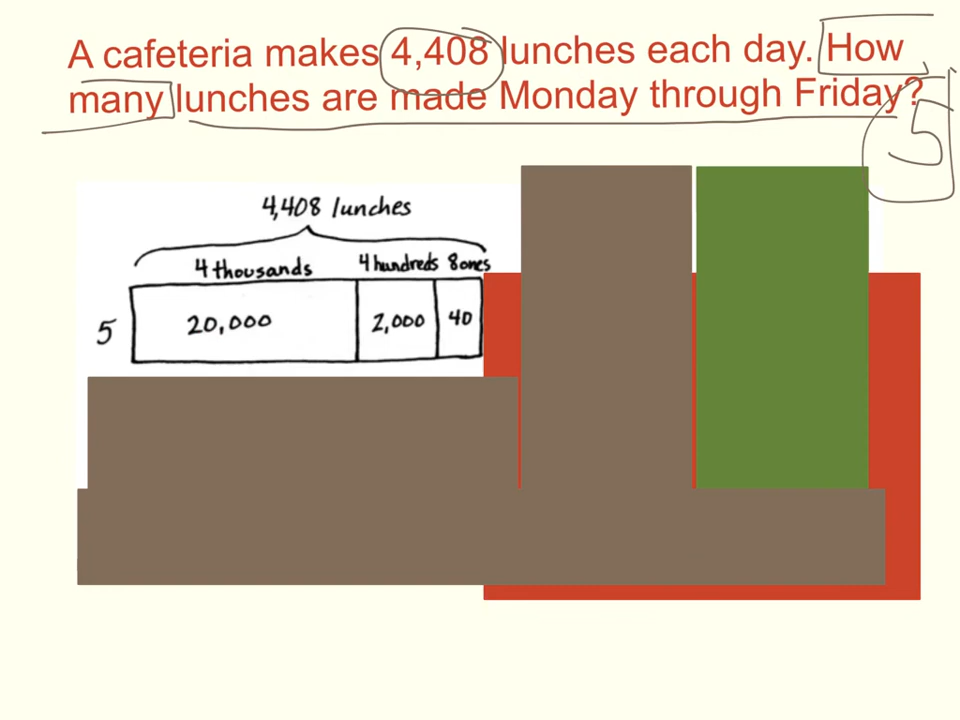 A cafeteria makes 4,408 lunches each day. How
many lunches are made Monday through Friday?
5
4,408 lunches
4 thousands 4 hundreds 8 ones
5 20,000 2,000 40